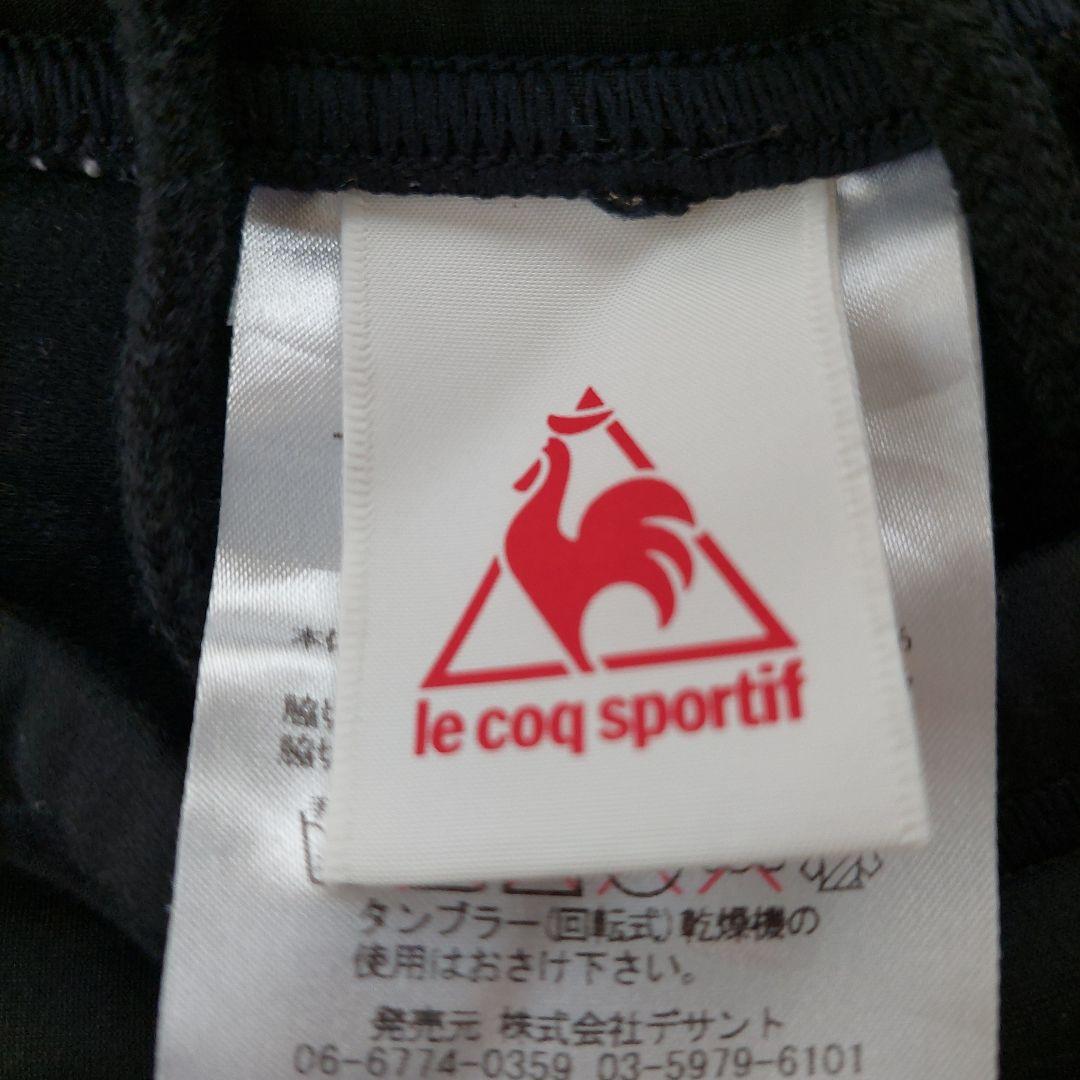 le coq sportif
タンブラー(回転式)乾燥機の
使用はおさけ下さい。
発売元 株式会社デサント
06-6774-0359 03-5979-6101